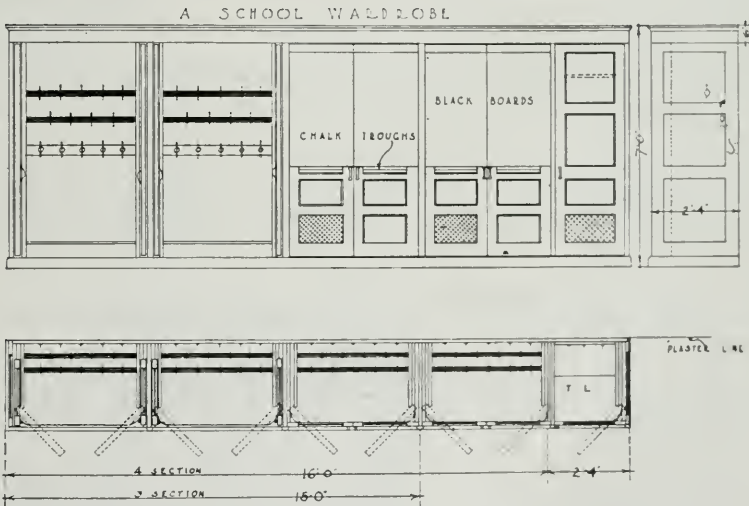 A SCHOOL WARDROBE
BLACK BOARDS
CHALK TROUGHS
7'-0"
2'-4"
PLASTER LINE
T L
4 SECTION 16'-0"
2'-4"
3 SECTION 15'-0"